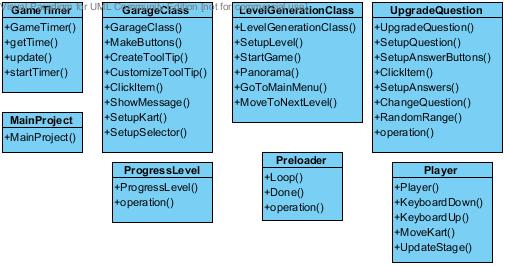 Visual Paradigm for UML Community Edition [not for commercial use]
GameTimer
+GameTimer()
+getTime()
+update()
+startTimer()
GarageClass
+GarageClass()
+MakeButtons()
+CreateToolTip()
+CustomizeToolTip()
+ClickItem()
+ShowMessage()
+SetupKart()
+SetupSelector()
LevelGenerationClass
+LevelGenerationClass()
+SetupLevel()
+StartGame()
+Panorama()
+GoToMainMenu()
+MoveToNextLevel()
UpgradeQuestion
+UpgradeQuestion()
+SetupQuestion()
+SetupAnswerButtons()
+ClickItem()
+SetupAnswers()
+ChangeQuestion()
+RandomRange()
+operation()
MainProject
+MainProject()
ProgressLevel
+ProgressLevel()
+operation()
Preloader
+Loop()
+Done()
+operation()
Player
+Player()
+KeyboardDown()
+KeyboardUp()
+MoveKart()
+UpdateStage()